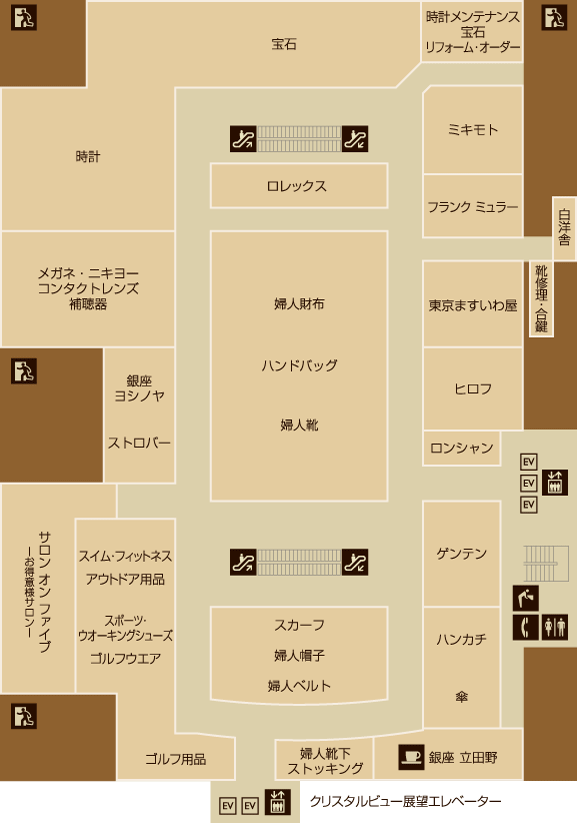 宝石
時計メンテナンス
宝石
リフォーム・オーダー
時計
ミキモト
ロレックス
フランク ミュラー
白洋舎
メガネ・ニキヨー
コンタクトレンズ
補聴器
婦人財布
東京ますいわ屋
靴修理・合鍵
ハンドバッグ
銀座
ヨシノヤ
ヒロフ
婦人靴
ストロバー
ロンシャン
EV
EV
EV
サロン オン ファイブ
―お得意様サロン―
スイム・フィットネス
アウトドア用品
スポーツ・
ウオーキングシューズ
ゴルフウエア
ゲンテン
スカーフ
婦人帽子
婦人ベルト
ハンカチ
傘
ゴルフ用品
婦人靴下
ストッキング
銀座 立田野
EV
EV
クリスタルビュー展望エレベーター